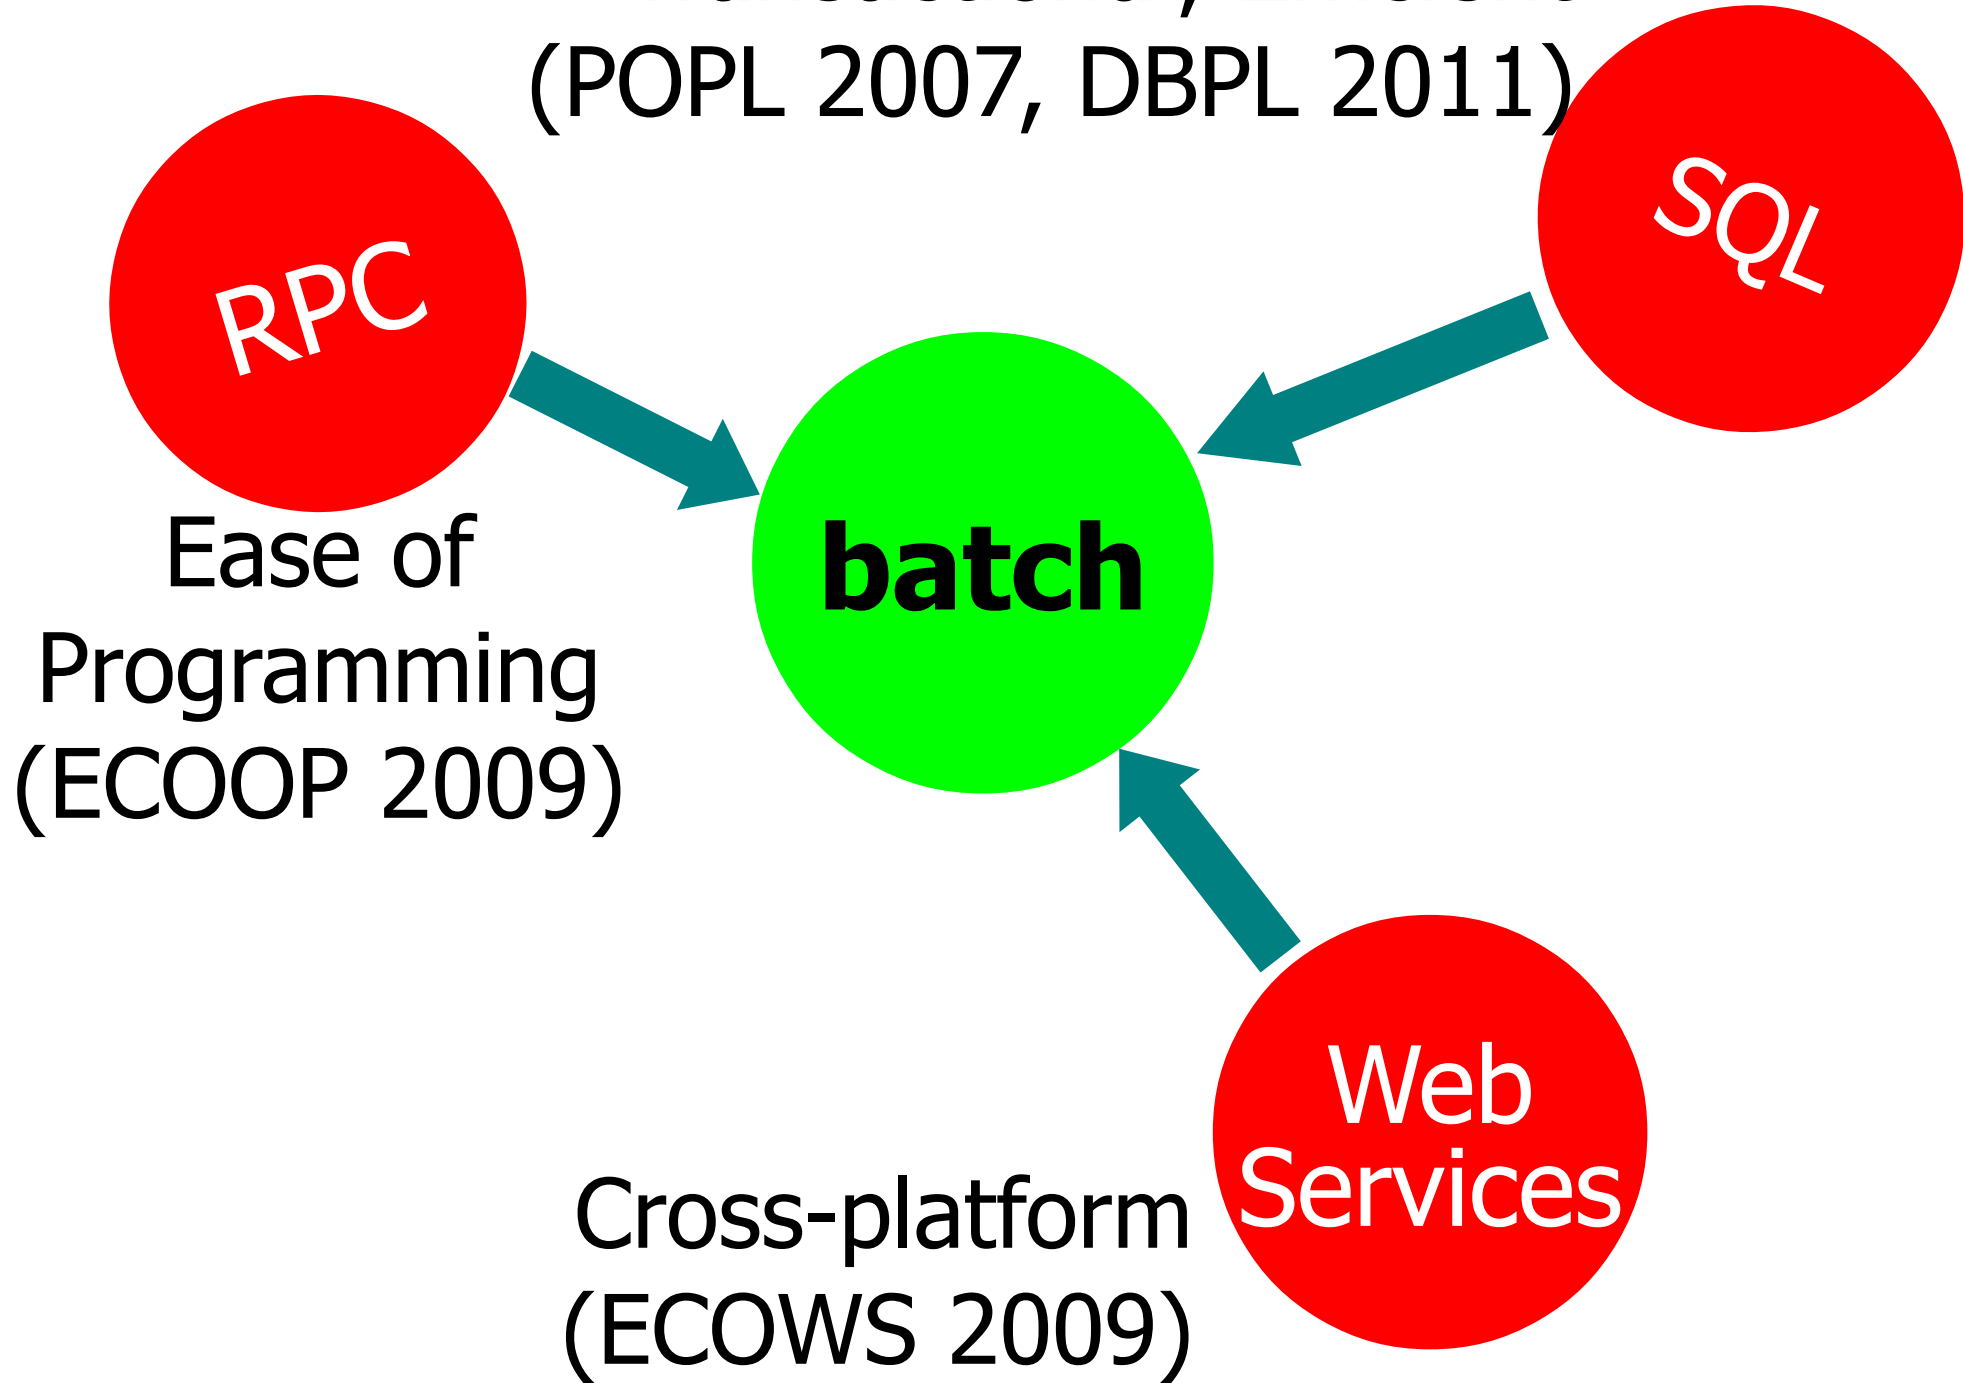 (POPL 2007, DBPL 2011)
SQL
RPC
batch
Ease of
Programming
(ECOOP 2009)
Web
Services
Cross-platform
(ECOWS 2009)